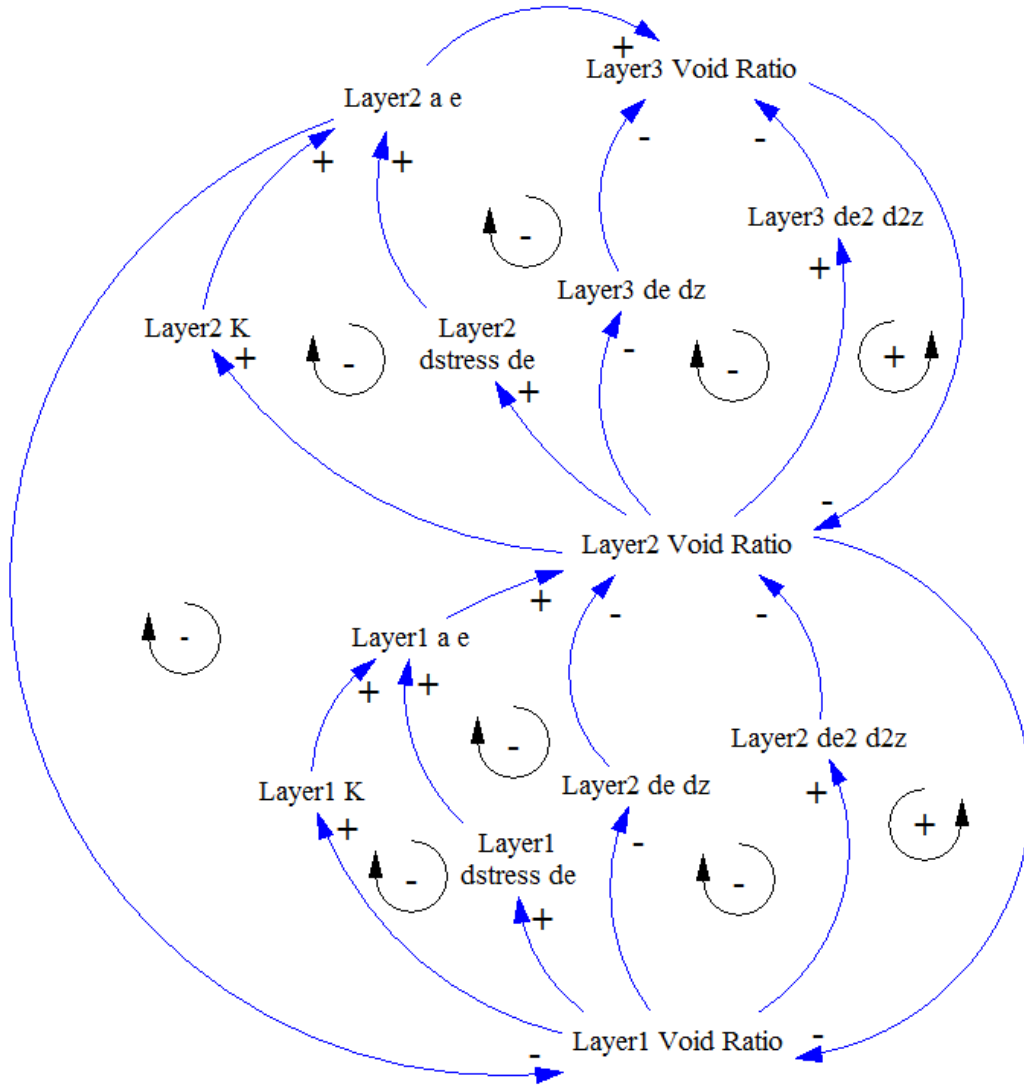 +
Layer3 Void Ratio
Layer2 a e
+
+
-
-
-
Layer3 de2 d2z
+
Layer3 de dz
Layer2 K
+
-
Layer2
dstress de
+
-
-
+
-
Layer2 Void Ratio
+
-
-
-
Layer1 a e
+
+
-
Layer2 de2 d2z
+
Layer2 de dz
Layer1 K
+
-
Layer1
dstress de
+
-
-
+
Layer1 Void Ratio
-
-